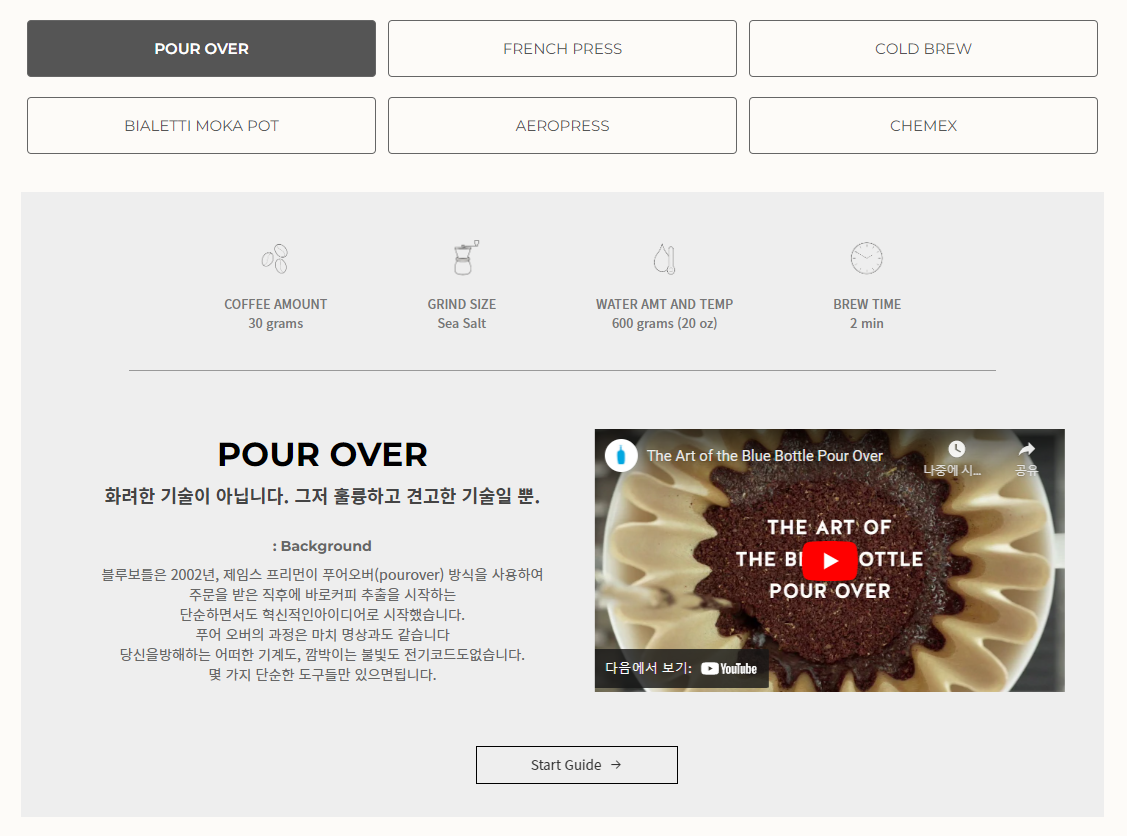 POUR OVER
FRENCH PRESS
COLD BREW
BIALETTI MOKA POT
AEROPRESS
CHEMEX
COFFEE AMOUNT
30 grams
GRIND SIZE
Sea Salt
WATER AMT AND TEMP
600 grams (20 oz)
BREW TIME
2 min
POUR OVER
화려한 기술이 아닙니다. 그저 훌륭하고 견고한 기술일 뿐.
: Background
블루보틀은 2002년, 제임스 프리먼이 푸어오버(pourover) 방식을 사용하여
주문을 받은 직후에 바로커피 추출을 시작하는
단순하면서도 혁신적인아이디어로 시작했습니다.
푸어 오버의 과정은 마치 명상과도 같습니다
당신을방해하는 어떠한 기계도, 깜박이는 불빛도 전기코드도없습니다.
몇 가지 단순한 도구들만 있으면됩니다.
The Art of the Blue Bottle Pour Over
나중에 시...
공유
THE ART OF
THE BL OTTLE
POUR OVER
다음에서 보기: YouTube
Start Guide →